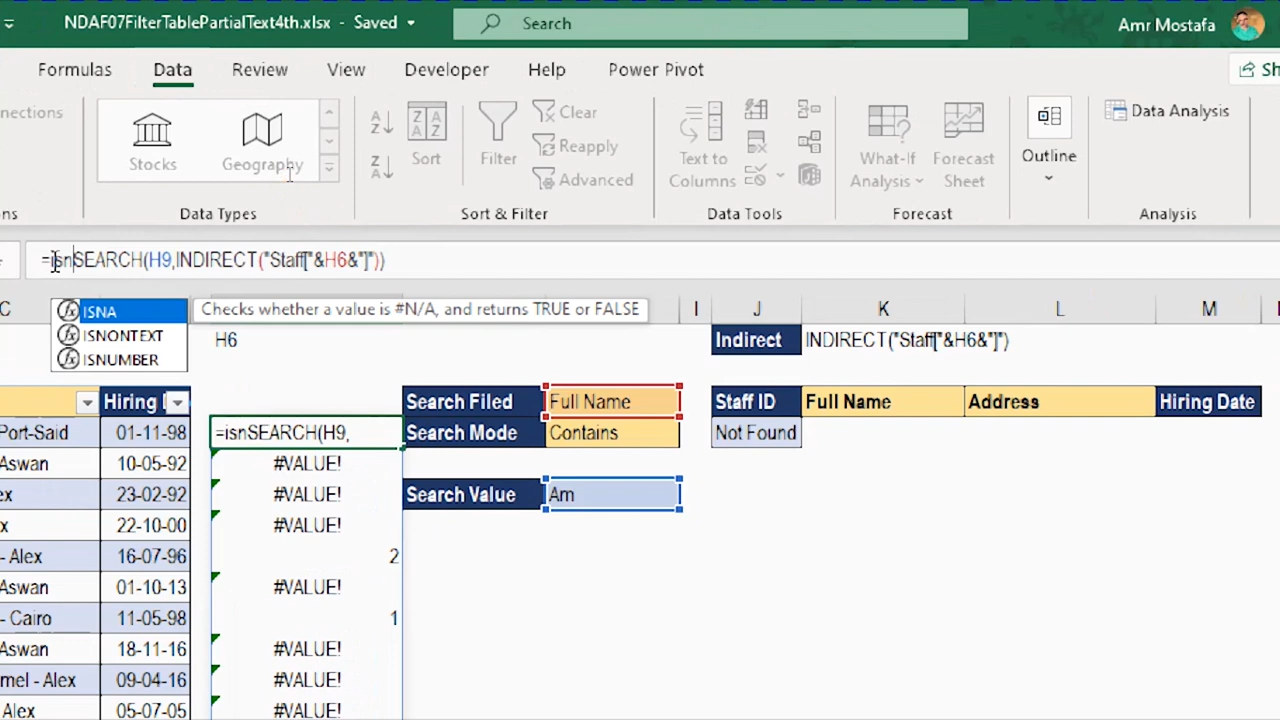 NDAF07FilterTablePartialText4th.xlsx - Saved
Search
Amr Mostafa
Formulas
Data
Review
View
Developer
Help
Power Pivot
Sh
nections
Stocks
Geography
Sort
Filter
Clear
Reapply
Advanced
Text to
Columns
What-If
Analysis
Forecast
Sheet
Outline
Data Analysis
ns
Data Types
Sort & Filter
Data Tools
Forecast
Analysis
=isnSEARCH(H9,INDIRECT("Staff["&H6&"]"))
C
ISNA
Checks whether a value is #N/A, and returns TRUE or FALSE
I
J
K
L
M
ISNONTEXT
H6
Indirect
INDIRECT("Staff["&H6&"]")
ISNUMBER
Hiring
Search Filed
Full Name
Staff ID
Full Name
Address
Hiring Date
Port-Said
01-11-98
=isnSEARCH(H9,
Search Mode
Contains
Not Found
Aswan
10-05-92
#VALUE!
ex
23-02-92
#VALUE!
Search Value
Am
x
22-10-00
#VALUE!
- Alex
16-07-96
2
Aswan
01-10-13
#VALUE!
- Cairo
11-05-98
1
Aswan
18-11-16
#VALUE!
mel - Alex
09-04-16
#VALUE!
Alex
05-07-05
#VALUE!